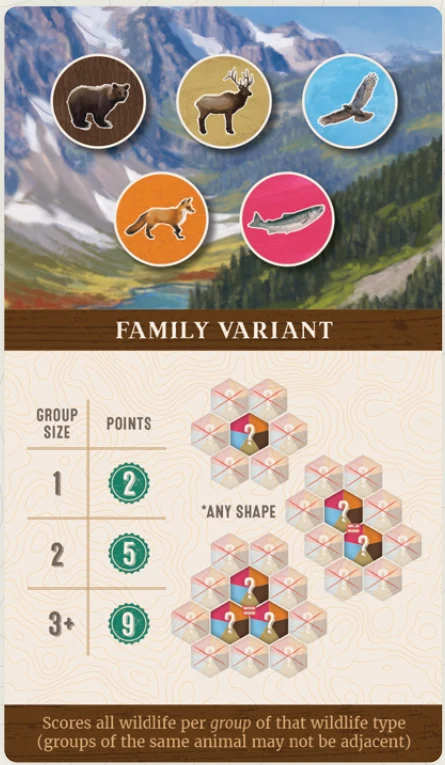 FAMILY VARIANT
GROUP SIZE
POINTS
1
2
2
5
3+
9
?
*ANY SHAPE
?
=
?
?
?
=
?
Scores all wildlife per group of that wildlife type
(groups of the same animal may not be adjacent)